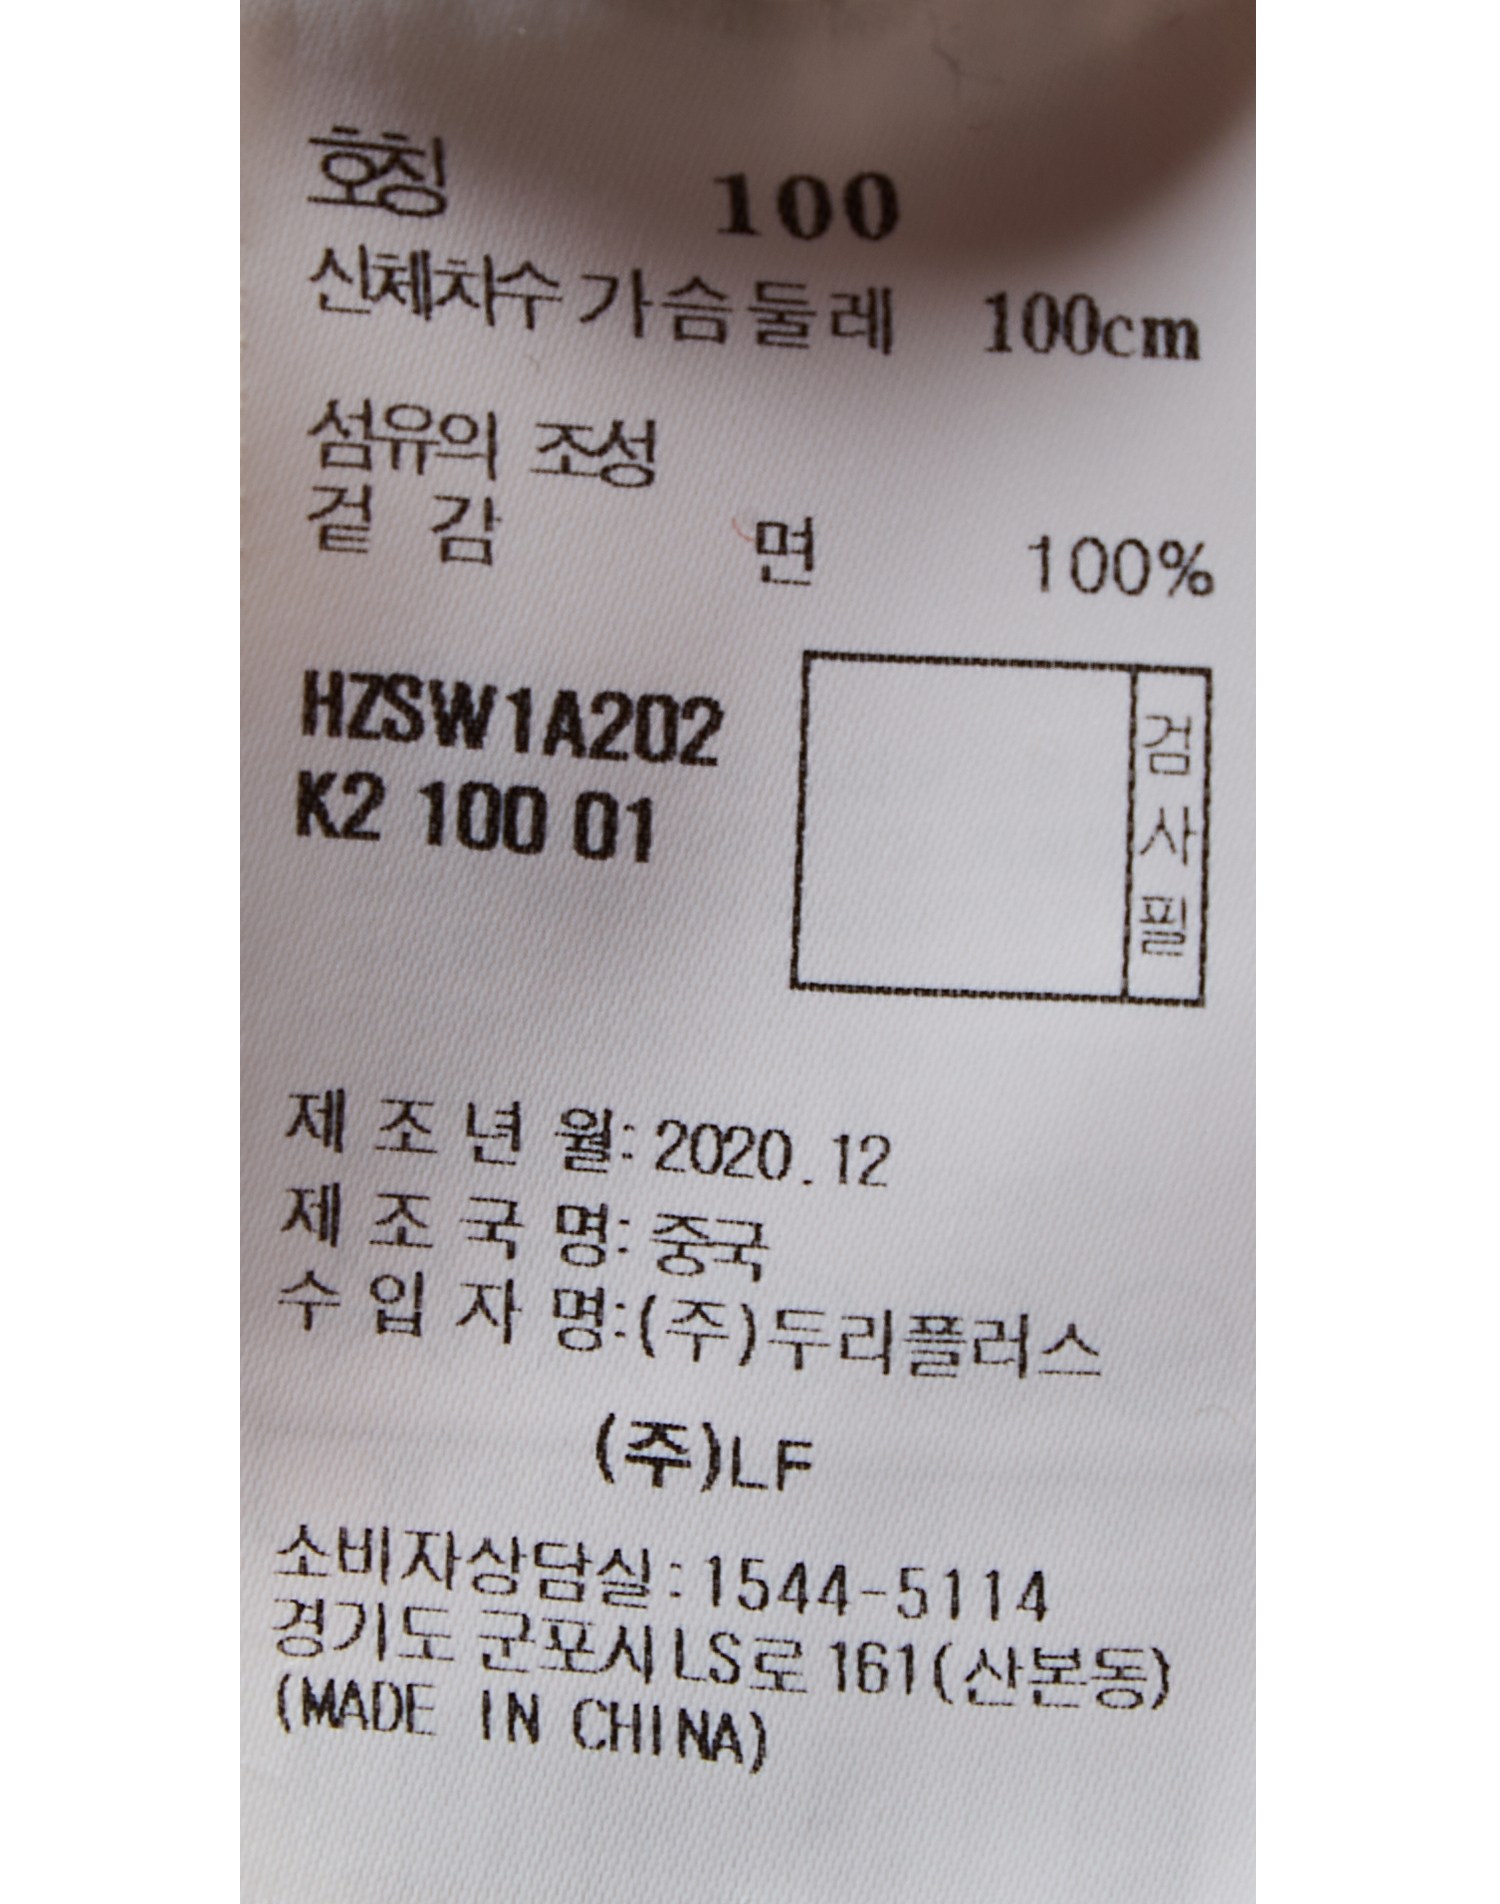 호칭 100
신체치수 가슴둘레 100cm
섬유의 조성
겉 감 면 100%
HZSW1A202
K2 100 01
검사필
제 조 년 월: 2020.12
제 조 국 명: 중국
수 입 자 명:(주)두리플러스
(주)LF
소비자상담실: 1544-5114
경기도 군포시 LS로 161(산본동)
(MADE IN CHINA)